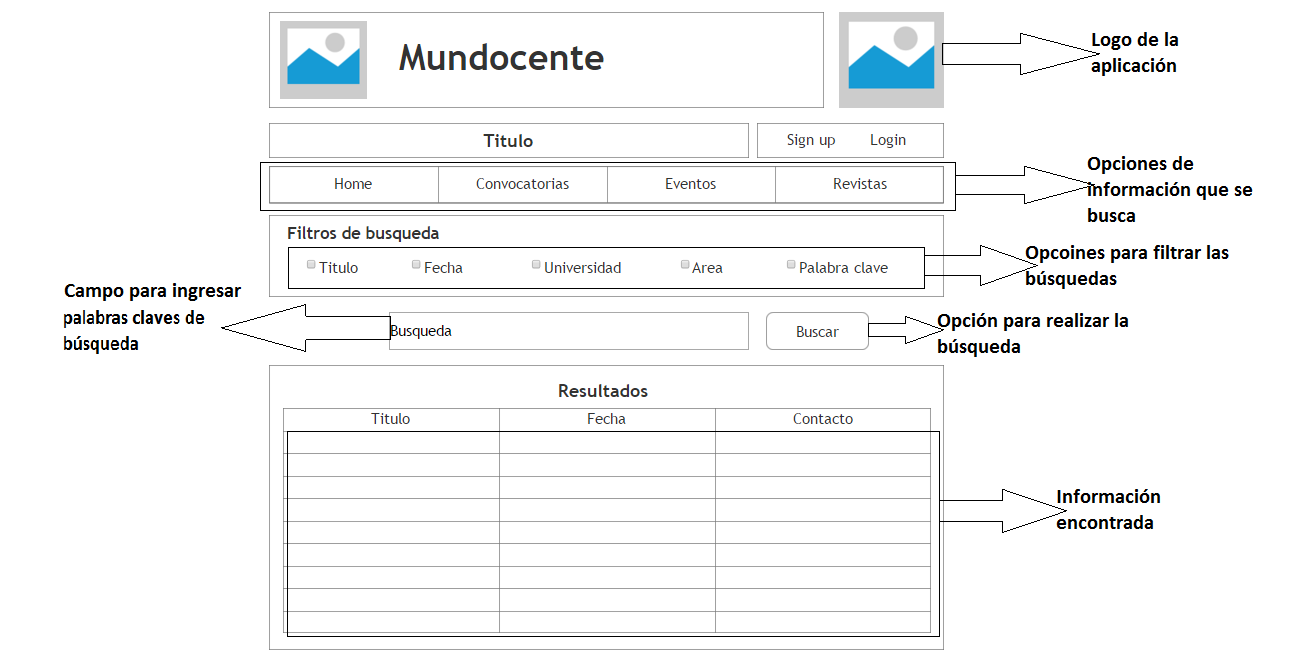 Mundocente
Logo de la
aplicación
Titulo
Sign up Login
Home Convocatorias Eventos Revistas
Opciones de
información que se
busca
Filtros de busqueda
Titulo Fecha Universidad Area Palabra clave
Opcoines para filtrar las
búsquedas
Campo para ingresar
palabras claves de
búsqueda
Busqueda
Buscar
Opción para realizar la
búsqueda
Resultados
Titulo Fecha Contacto
Información
encontrada